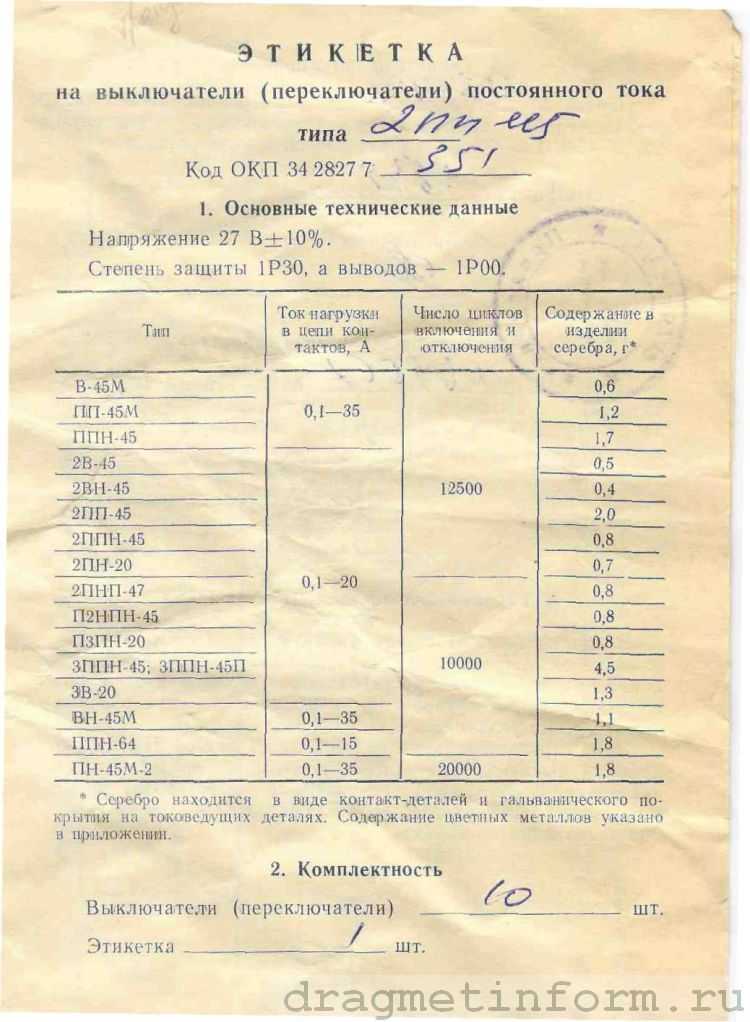 ЭТИКЕТКА
на выключатели (переключатели) постоянного тока
типа
Код ОКП 34 2827 7 351
1. Основные технические данные
Напряжение 27 В±10%.
Степень защиты 1Р30, а выводов — 1Р00.
Тип | Ток нагрузки в цепи контактов, А | Число циклов включения и отключения | Содержание в изделии серебра, г*
В-45М 0,6
ПП-45М 0,1—35 1,2
ППН-45 1,7
2В-45 0,5
2ВН-45 12500 0,4
2ПП-45 2,0
2ППН-45 0,8
2ПН-20 0,7
0,1—20
2ПНП-47 0,8
П2НПН-45 0,8
П3ПН-20 0,8
3ППН-45; 3ППН-45П 10000 4,5
3В-20 1,3
ВН-45М 0,1—35 1,1
ППН-64 0,1—15 1,8
ПН-45М-2 0,1—35 20000 1,8
* Серебро находится в виде контакт-деталей и гальванического по-
крытия на токоведущих деталях. Содержание цветных металлов указано
в приложении.
2. Комплектность
Выключатели (переключатели) 10 шт.
Этикетка 1 шт.
dragmetinform.ru